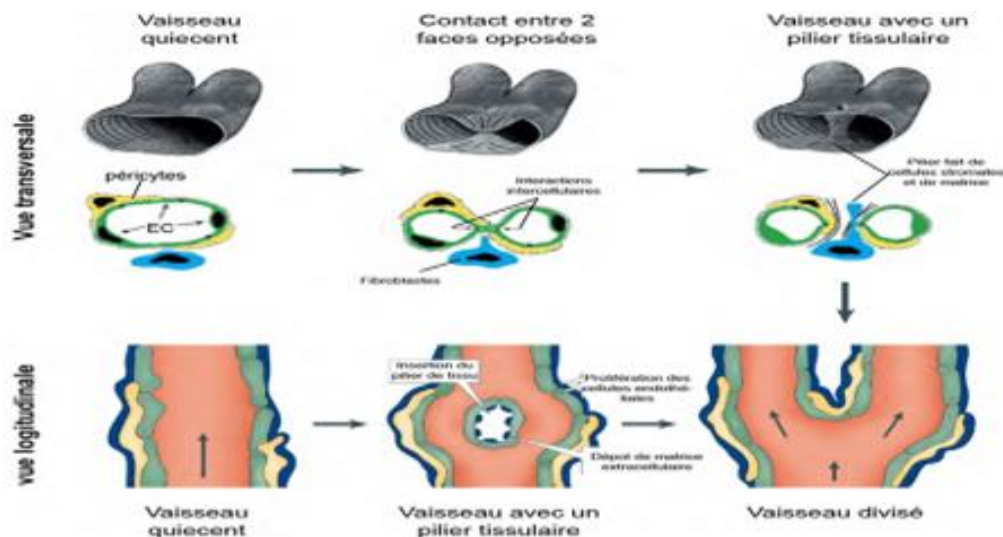 Vaisseau
quiecent
Contact entre 2
faces opposées
Vaisseau avec un
pilier tissulaire
Vue transversale
péricytes
EC
Interactions
intercellulaires
Fibroblastes
Pilier fait de
cellules stromales
et de matrice
vue logitudinale
Insertion du
pilier de tissu
Prolifération des
cellules endothé-
liales
Dépot de matrice
extracellulaire
Vaisseau
quiecent
Vaisseau avec un
pilier tissulaire
Vaisseau divisé